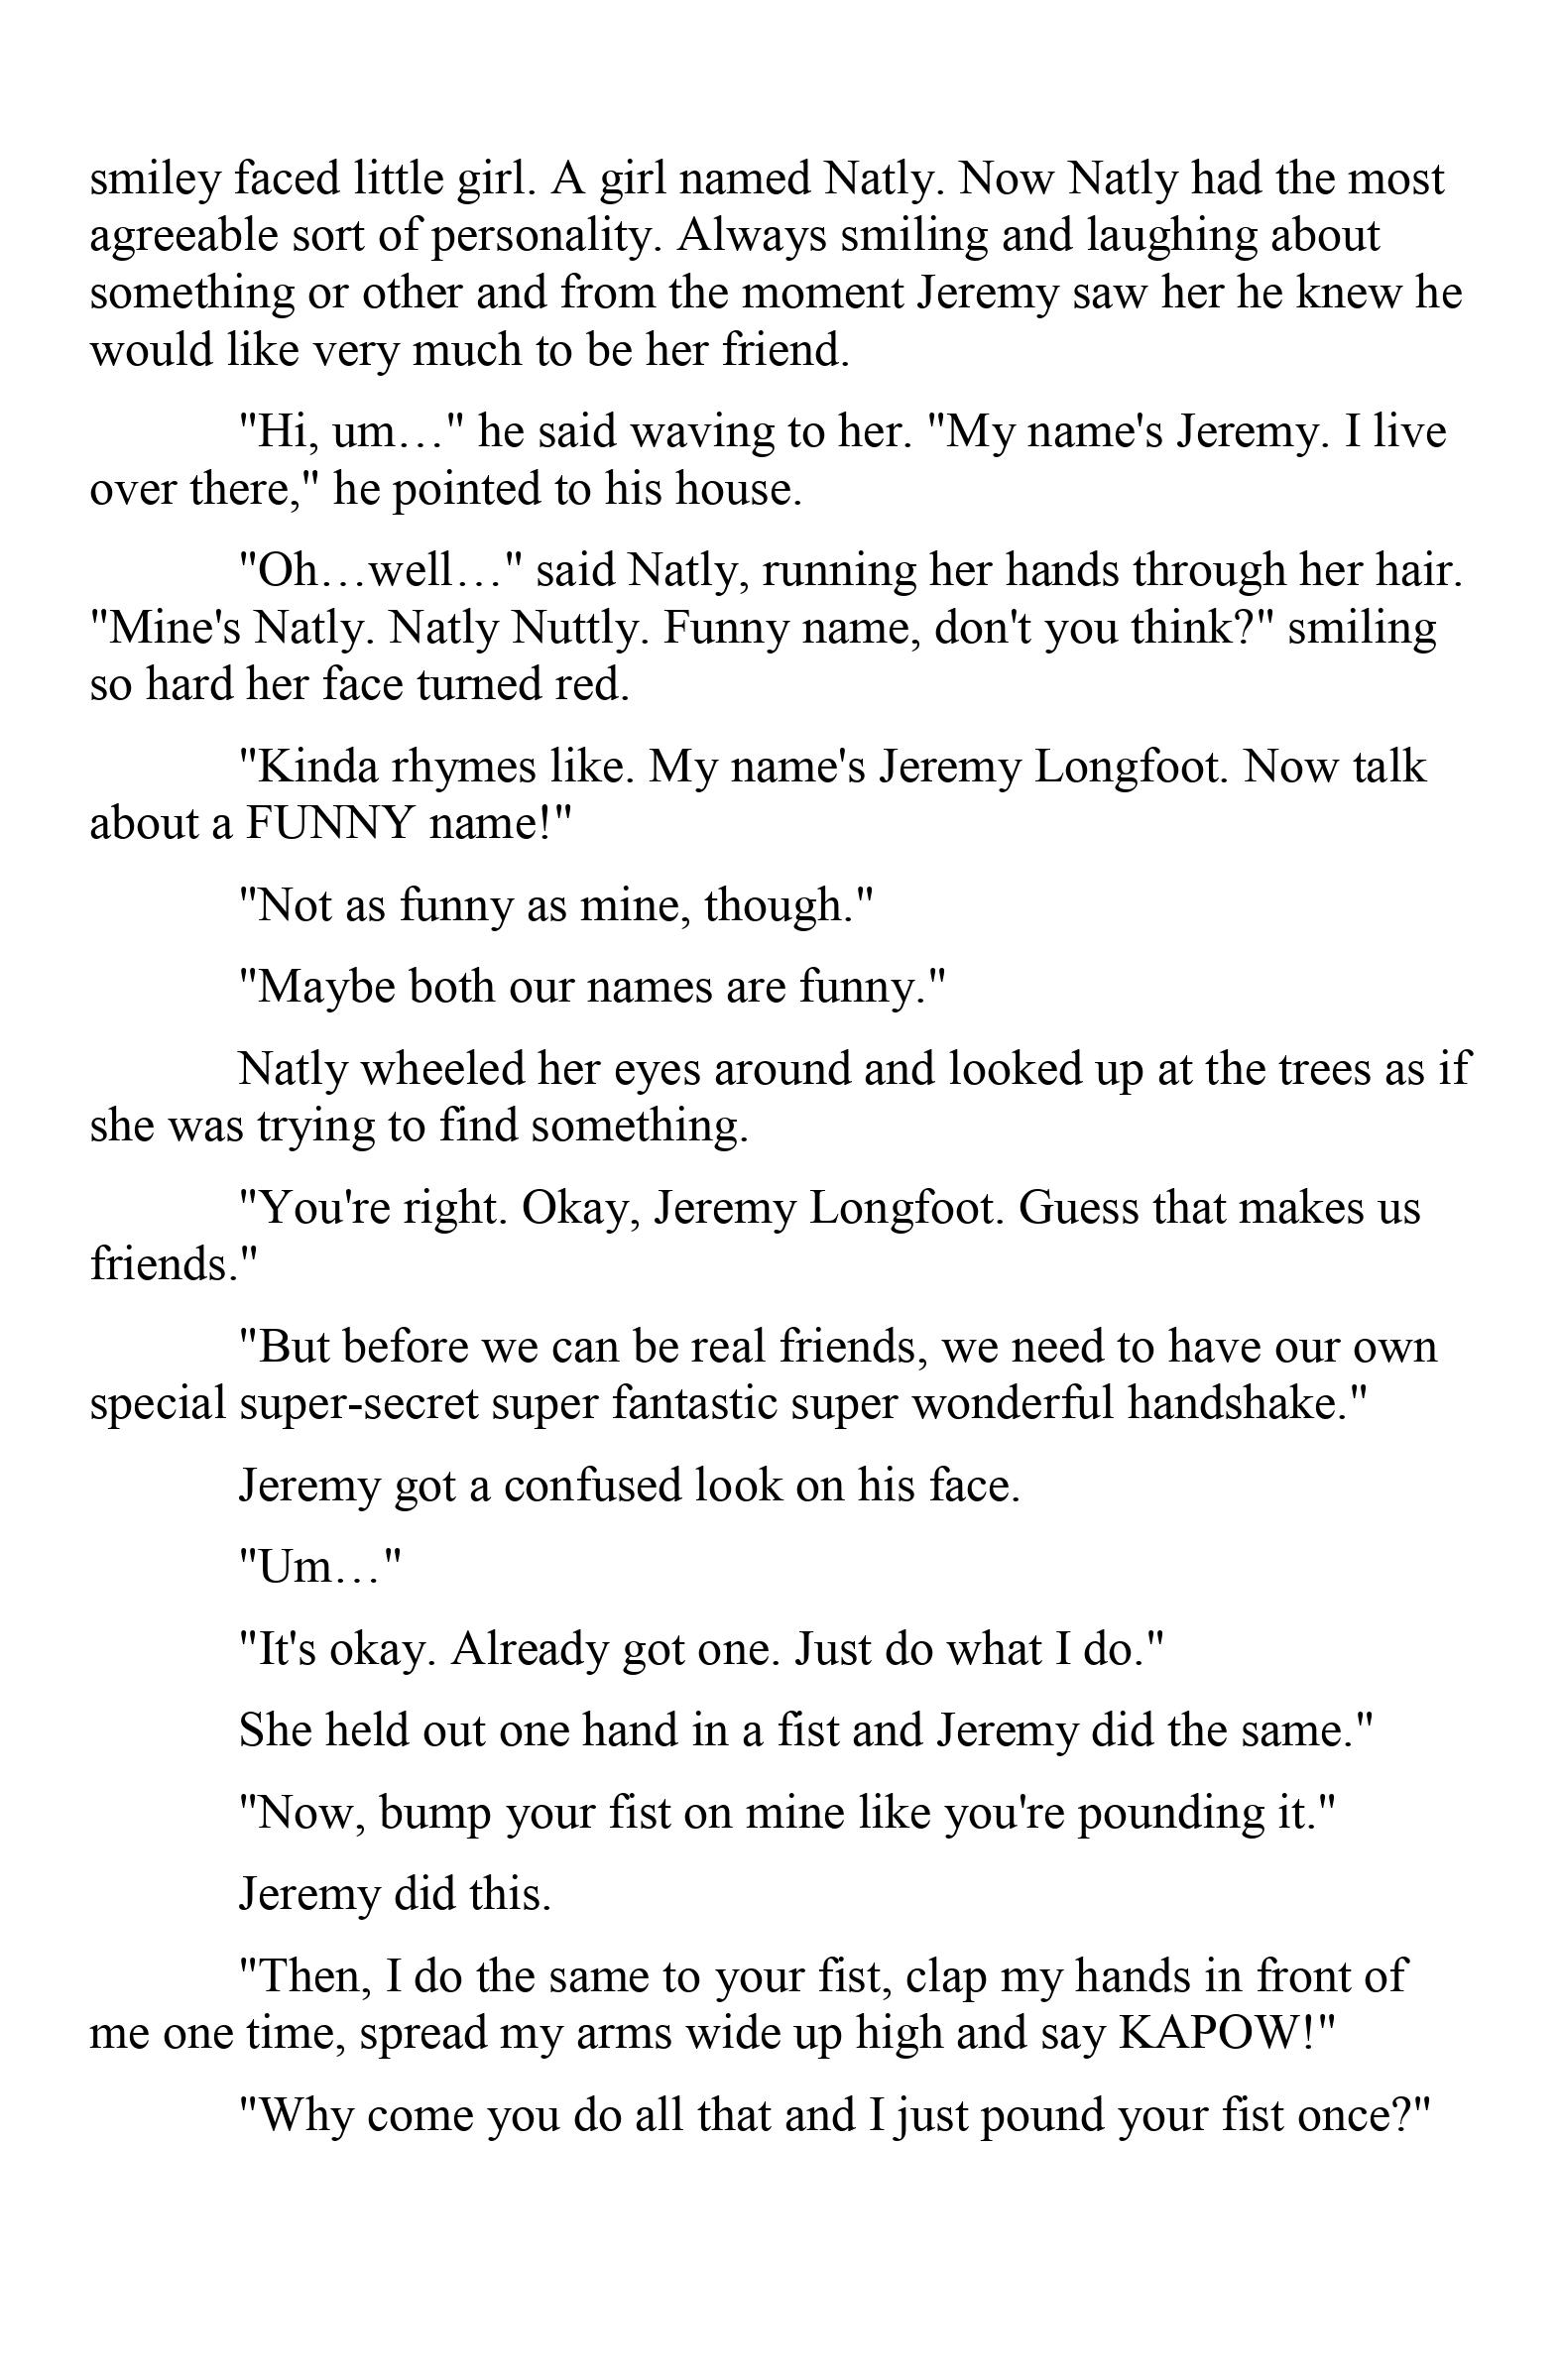 smiley faced little girl. A girl named Natly. Now Natly had the most
agreeable sort of personality. Always smiling and laughing about
something or other and from the moment Jeremy saw her he knew he
would like very much to be her friend.
"Hi, um…" he said waving to her. "My name's Jeremy. I live
over there," he pointed to his house.
"Oh…well…" said Natly, running her hands through her hair.
"Mine's Natly. Natly Nuttly. Funny name, don't you think?" smiling
so hard her face turned red.
"Kinda rhymes like. My name's Jeremy Longfoot. Now talk
about a FUNNY name!"
"Not as funny as mine, though."
"Maybe both our names are funny."
Natly wheeled her eyes around and looked up at the trees as if
she was trying to find something.
"You're right. Okay, Jeremy Longfoot. Guess that makes us
friends."
"But before we can be real friends, we need to have our own
special super-secret super fantastic super wonderful handshake."
Jeremy got a confused look on his face.
"Um…"
"It's okay. Already got one. Just do what I do."
She held out one hand in a fist and Jeremy did the same."
"Now, bump your fist on mine like you're pounding it."
Jeremy did this.
"Then, I do the same to your fist, clap my hands in front of
me one time, spread my arms wide up high and say KAPOW!"
"Why come you do all that and I just pound your fist once?"